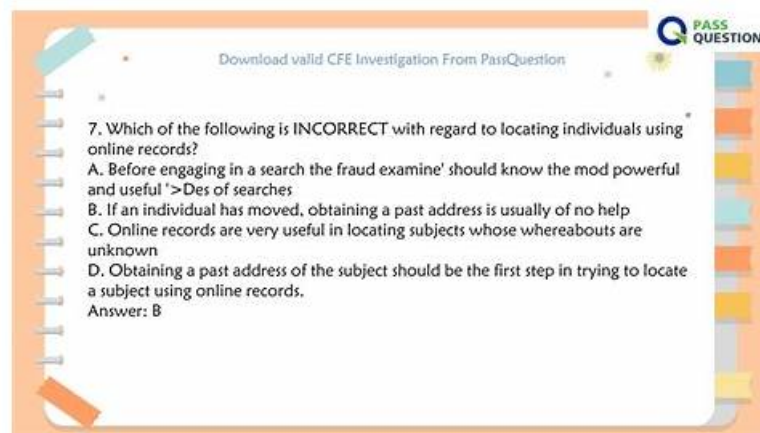 PASS
QUESTION
Download valid CFE Investigation From PassQuestion
7. Which of the following is INCORRECT with regard to locating individuals using
online records?
A. Before engaging in a search the fraud examine' should know the mod powerful
and useful '>Des of searches
B. If an individual has moved, obtaining a past address is usually of no help
C. Online records are very useful in locating subjects whose whereabouts are
unknown
D. Obtaining a past address of the subject should be the first step in trying to locate
a subject using online records.
Answer: B